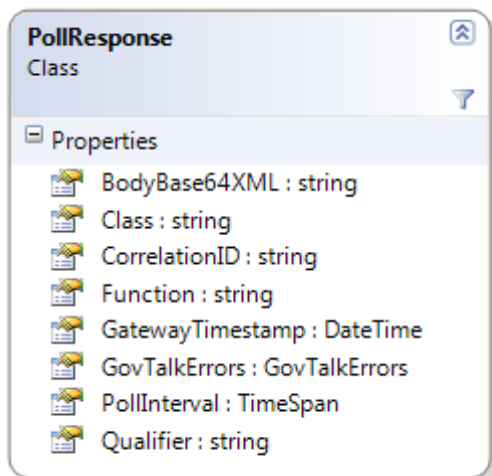 PollResponse
Class
Properties
BodyBase64XML : string
Class : string
CorrelationID : string
Function : string
GatewayTimestamp : DateTime
GovTalkErrors : GovTalkErrors
PollInterval : TimeSpan
Qualifier : string